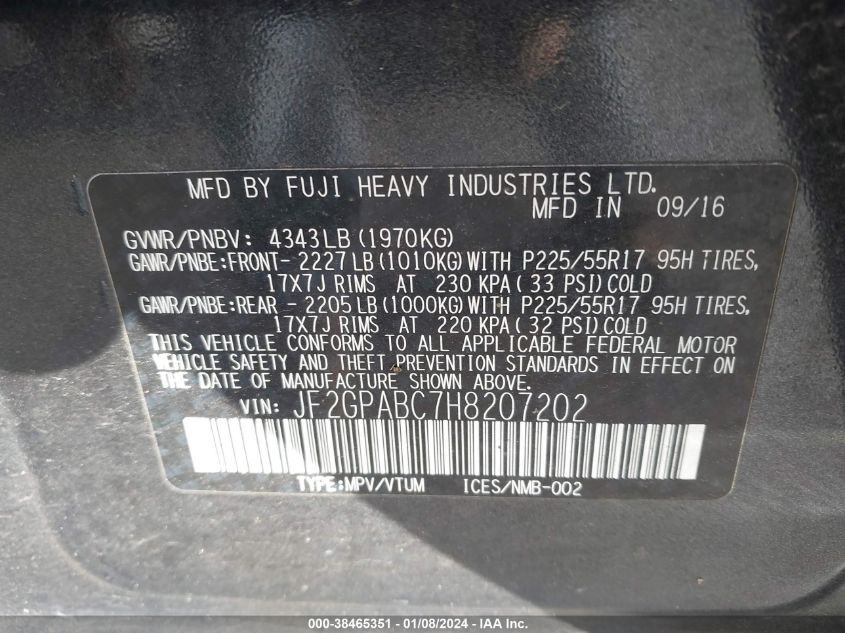 MFD BY FUJI HEAVY INDUSTRIES LTD.
MFD IN 09/16
GVWR/PNBV: 4343LB (1970KG)
GAWR/PNBE:FRONT- 2227 LB (1010KG) WITH P225/55R17 95H TIRES,
17X7J RIMS AT 230 KPA( 33 PSI) COLD
GAWR/PNBE:REAR - 2205 LB (1000KG) WITH P225/55R17 95H TIRES,
17X7J RIMS AT 220 KPA( 32 PSI) COLD
THIS VEHICLE CONFORMS TO ALL APPLICABLE FEDERAL MOTOR
VEHICLE SAFETY AND THEFT PREVENTION STANDARDS IN EFFECT ON
THE DATE OF MANUFACTURE SHOWN ABOVE.
VIN: JF2GPABC7H8207202
TYPE:MPV/VTUM ICES/NMB-002
000-38465351 - 01/08/2024 - IAA Inc.